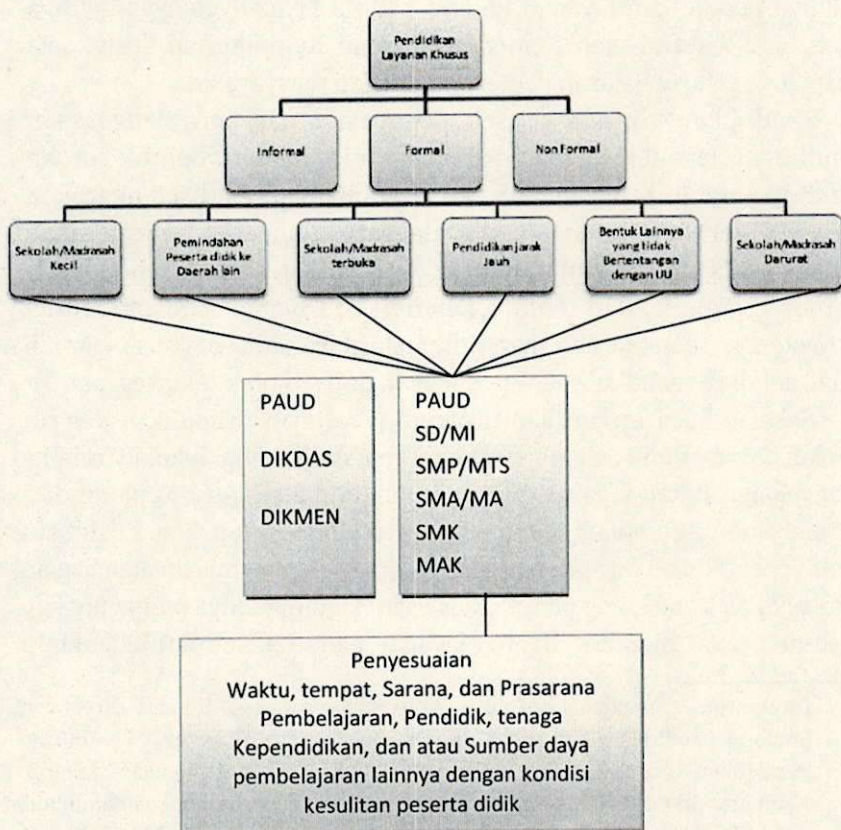 Pendidikan
Layanan Khusus
Informal
Formal
Non Formal
Sekolah/Madrasah
Kecil
Pemindahan
Peserta didik ke
Daerah lain
Sekolah/Madrasah
terbuka
Pendidikan jarak
Jauh
Bentuk Lainnya
yang tidak
Bertentangan
dengan UU
Sekolah/Madrasah
Darurat
PAUD
DIKDAS
DIKMEN
PAUD
SD/MI
SMP/MTS
SMA/MA
SMK
MAK
Penyesuaian
Waktu, tempat, Sarana, dan Prasarana
Pembelajaran, Pendidik, tenaga
Kependidikan, dan atau Sumber daya
pembelajaran lainnya dengan kondisi
kesulitan peserta didik